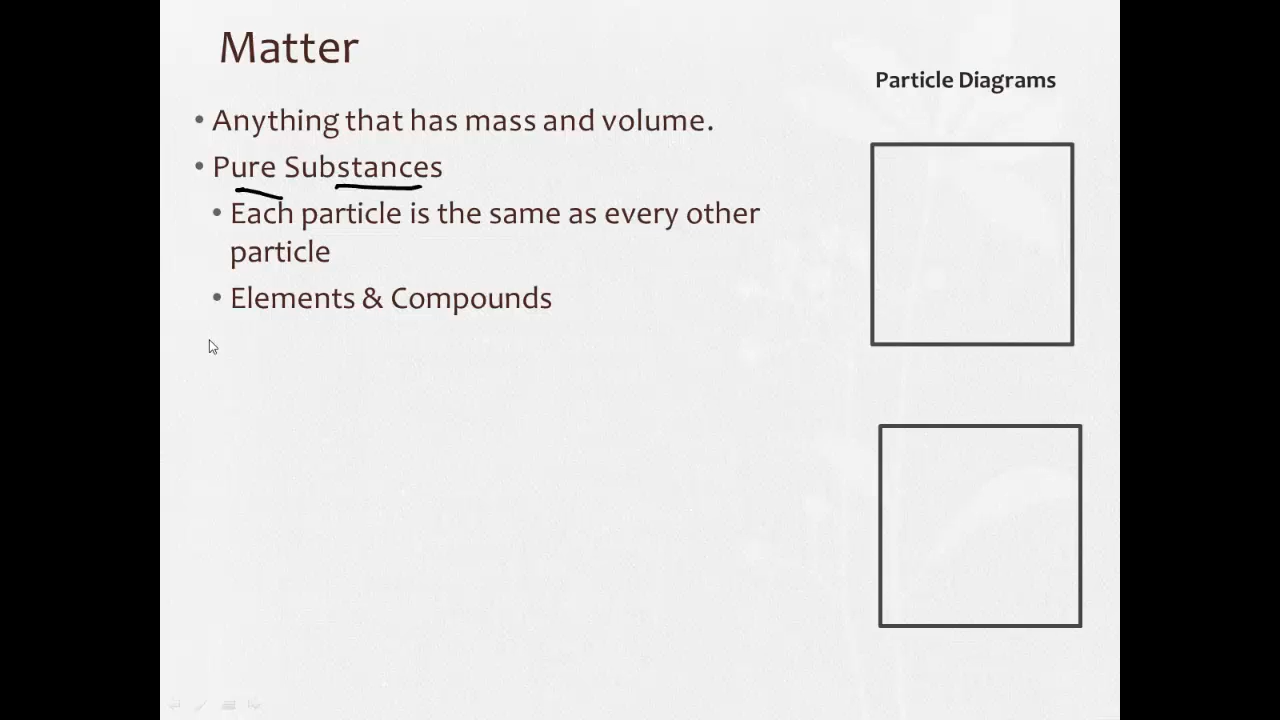 Matter
Particle Diagrams
• Anything that has mass and volume.
• Pure Substances
• Each particle is the same as every other
particle
• Elements & Compounds